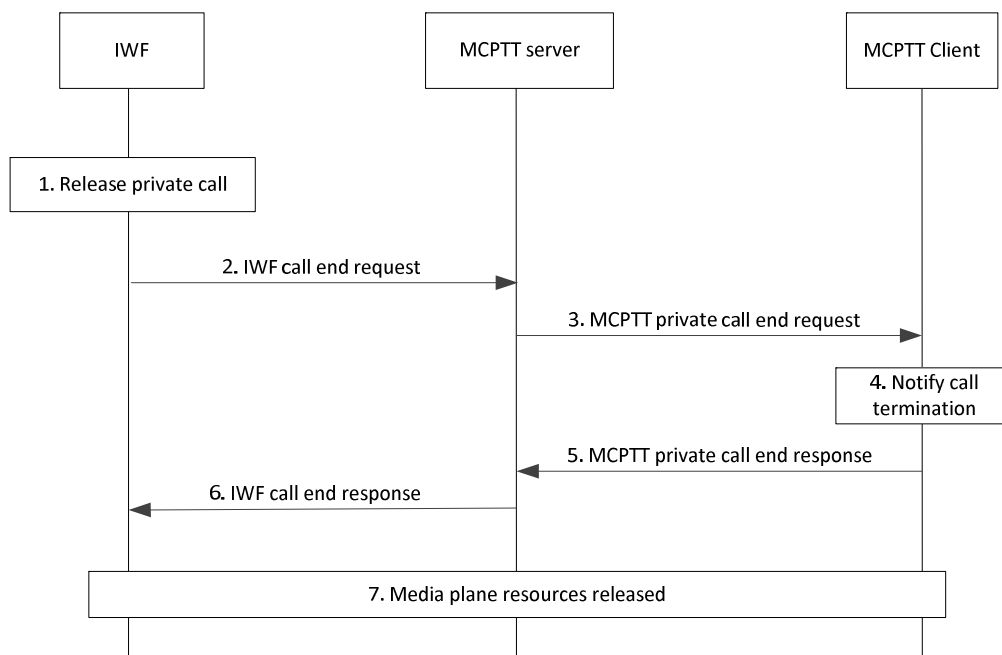 IWF
MCPTT server
MCPTT Client
1. Release private call
2. IWF call end request
3. MCPTT private call end request
4. Notify call
termination
5. MCPTT private call end response
6. IWF call end response
7. Media plane resources released